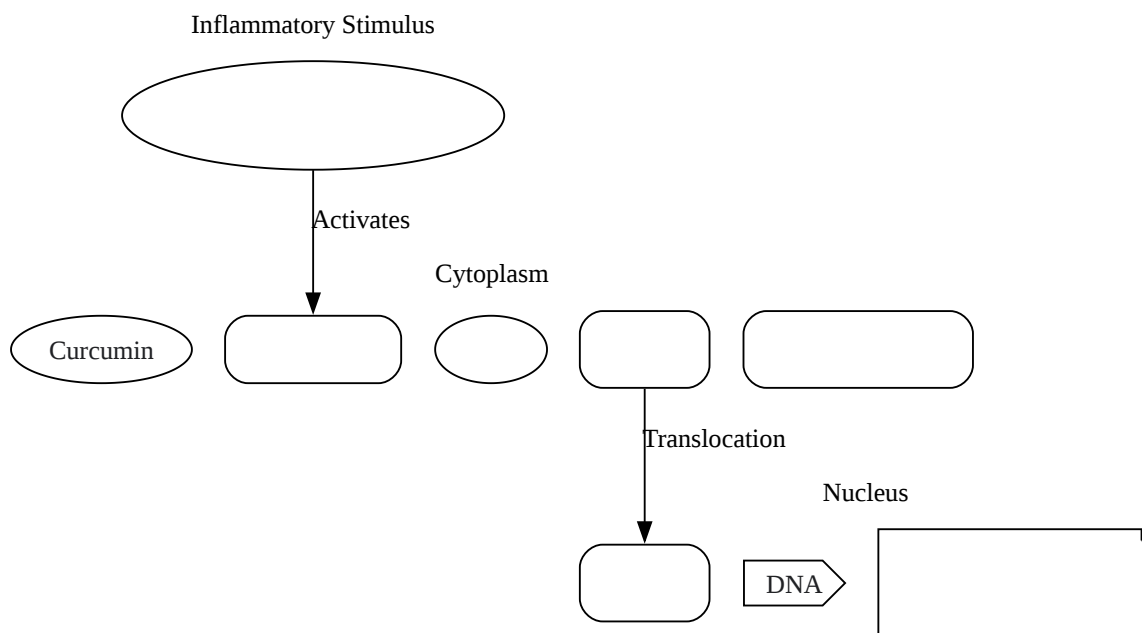 Inflammatory Stimulus
Activates
Cytoplasm
Curcumin
Translocation
Nucleus
DNA